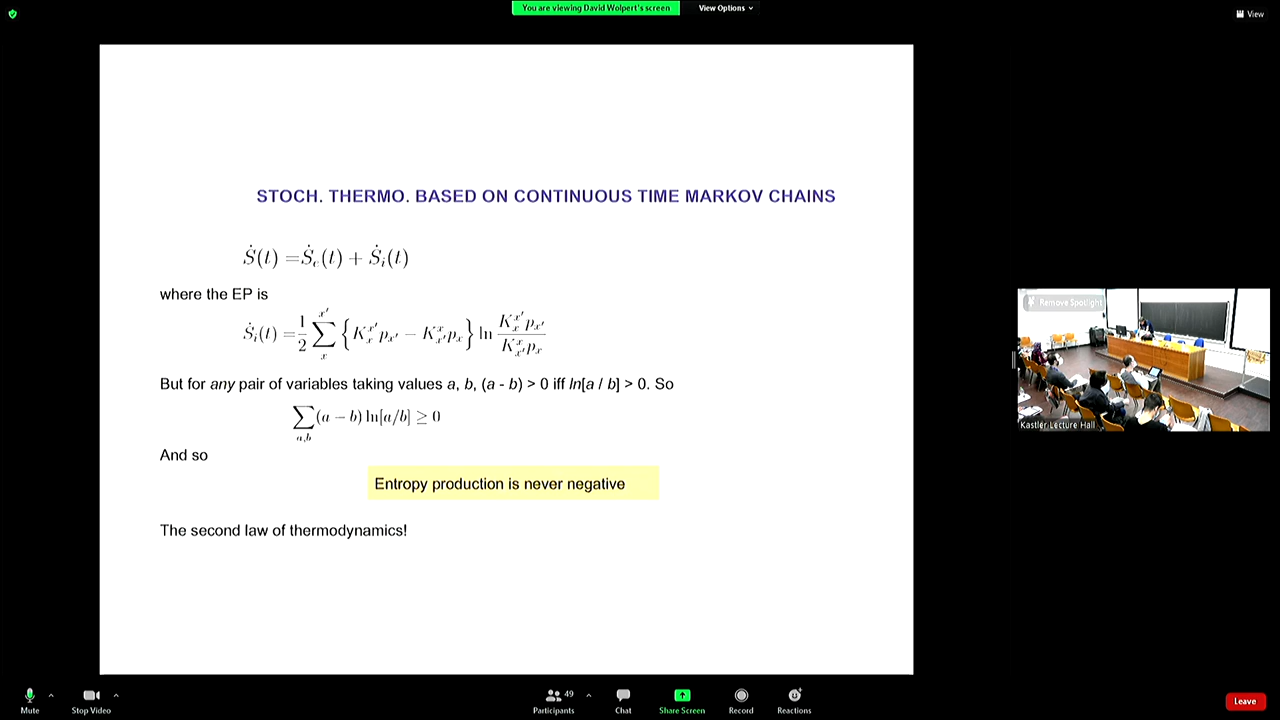 You are viewing David Wolpert's screen View Options
View
STOCH. THERMO. BASED ON CONTINUOUS TIME MARKOV CHAINS
Ṡ(t) = Ṡ_e(t) + Ṡ_i(t)
where the EP is
Ṡ_i(t) = 1/2 ∑_x^{x'} { K_x^{x'} p_{x'} − K_{x'}^x p_x } ln (K_x^{x'} p_{x'} / K_{x'}^x p_x)
But for any pair of variables taking values a, b, (a - b) > 0 iff ln[a / b] > 0. So
∑_{a,b} (a − b) ln[a/b] ≥ 0
And so
Entropy production is never negative
The second law of thermodynamics!
Remove Spotlight
Kastler Lecture Hall
Mute Stop Video 49 Participants Chat Share Screen Record Reactions Leave